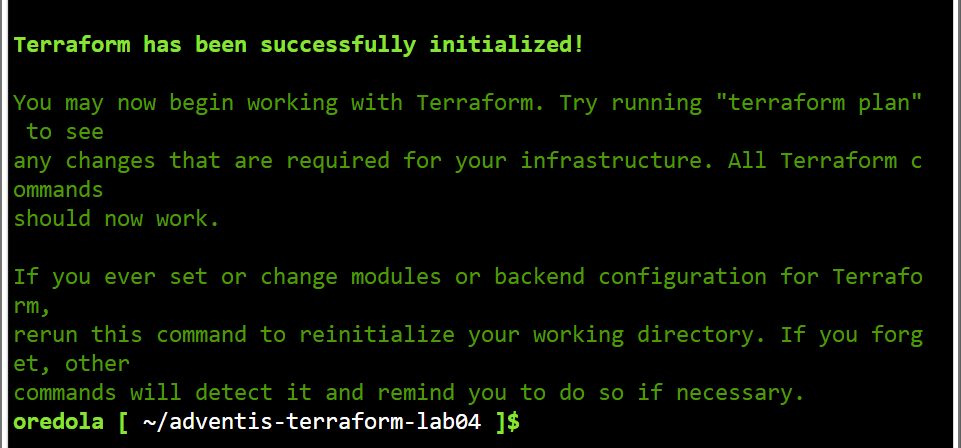 Terraform has been successfully initialized!
You may now begin working with Terraform. Try running "terraform plan"
 to see
any changes that are required for your infrastructure. All Terraform c
ommands
should now work.
If you ever set or change modules or backend configuration for Terrafo
rm,
rerun this command to reinitialize your working directory. If you forg
et, other
commands will detect it and remind you to do so if necessary.
oredola [ ~/adventis-terraform-lab04 ]$